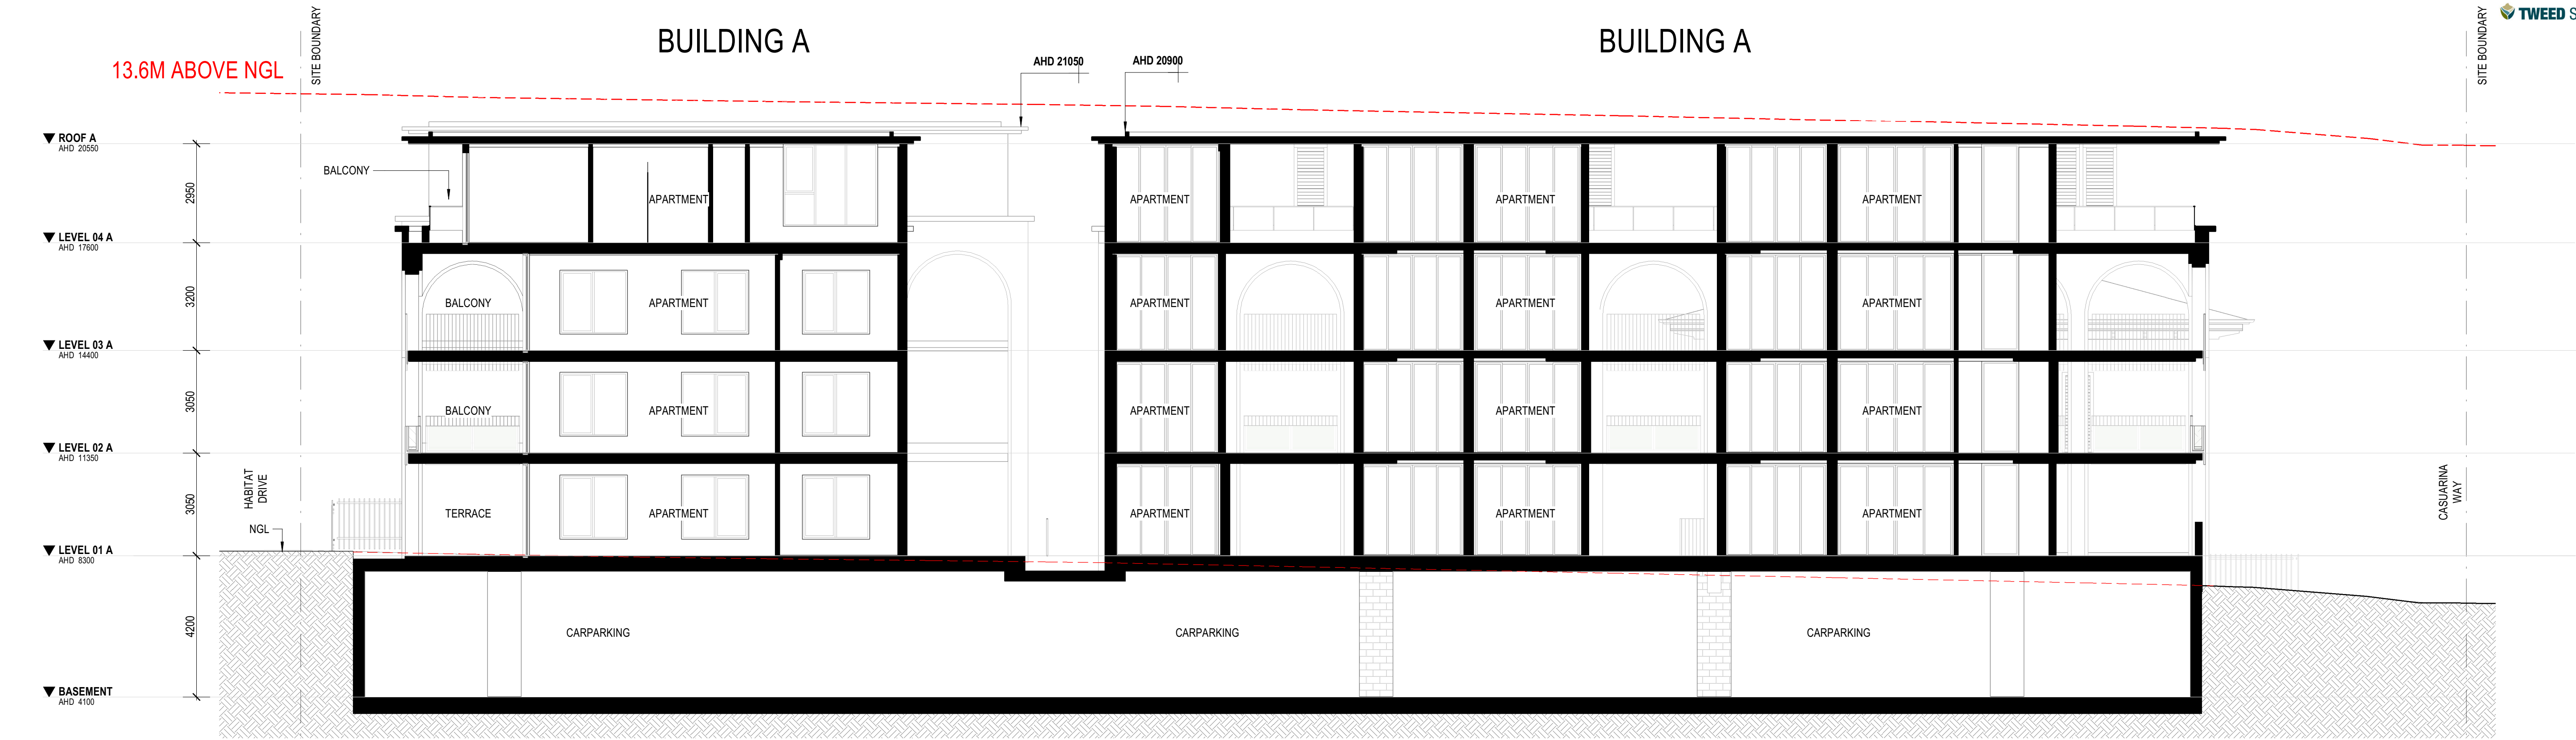 SITE BOUNDARY
BUILDING A
BUILDING A
SITE BOUNDARY
TWEED S
13.6M ABOVE NGL
AHD 21050
AHD 20900
ROOF A
AHD 20550
BALCONY
2950
APARTMENT
APARTMENT
APARTMENT
APARTMENT
LEVEL 04 A
AHD 17600
3200
BALCONY
APARTMENT
APARTMENT
APARTMENT
APARTMENT
LEVEL 03 A
AHD 14400
3050
BALCONY
APARTMENT
APARTMENT
APARTMENT
APARTMENT
LEVEL 02 A
AHD 11350
HABITAT
DRIVE
CASUARINA
WAY
3050
TERRACE
APARTMENT
APARTMENT
APARTMENT
APARTMENT
NGL
LEVEL 01 A
AHD 8300
4200
CARPARKING
CARPARKING
CARPARKING
BASEMENT
AHD 4100